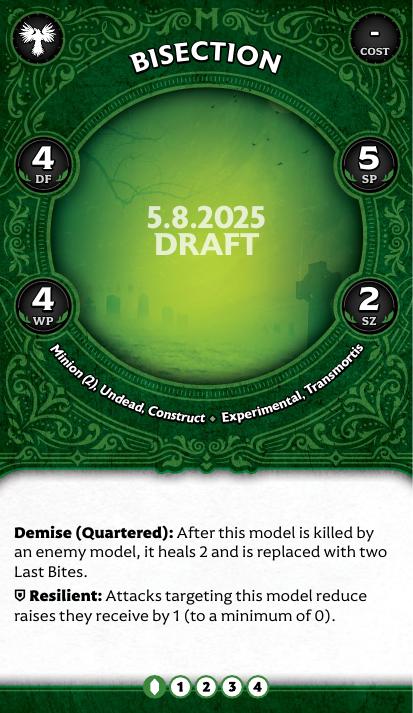 BISECTION
-
COST
4
DF
5
SP
5.8.2025
DRAFT
4
WP
2
SZ
Minion (2), Undead, Construct ⬥ Experimental, Transmortis
Demise (Quartered): After this model is killed by
an enemy model, it heals 2 and is replaced with two
Last Bites.
Resilient: Attacks targeting this model reduce
raises they receive by 1 (to a minimum of 0).
1 2 3 4